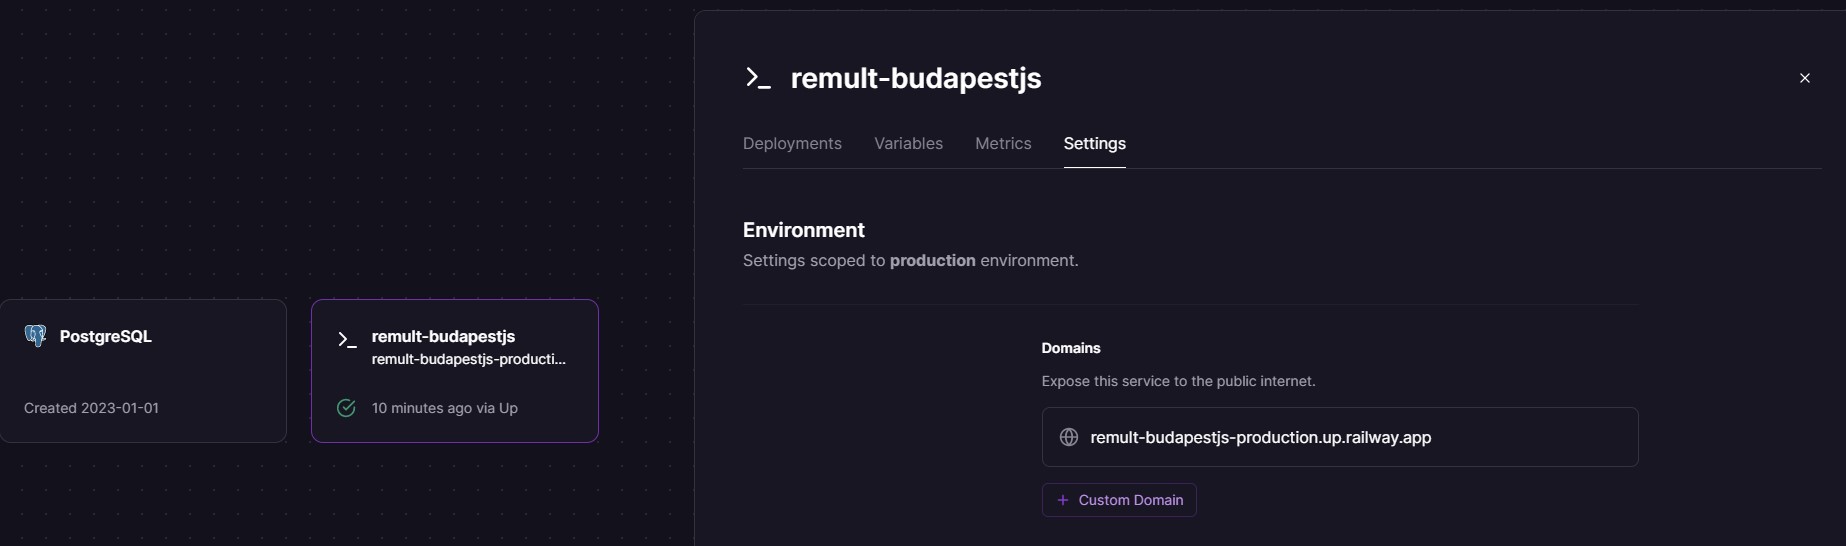 remult-budapestjs
Deployments Variables Metrics Settings
Environment
Settings scoped to production environment.
Domains
Expose this service to the public internet.
remult-budapestjs-production.up.railway.app
+ Custom Domain
PostgreSQL
Created 2023-01-01
remult-budapestjs
remult-budapestjs-producti...
10 minutes ago via Up